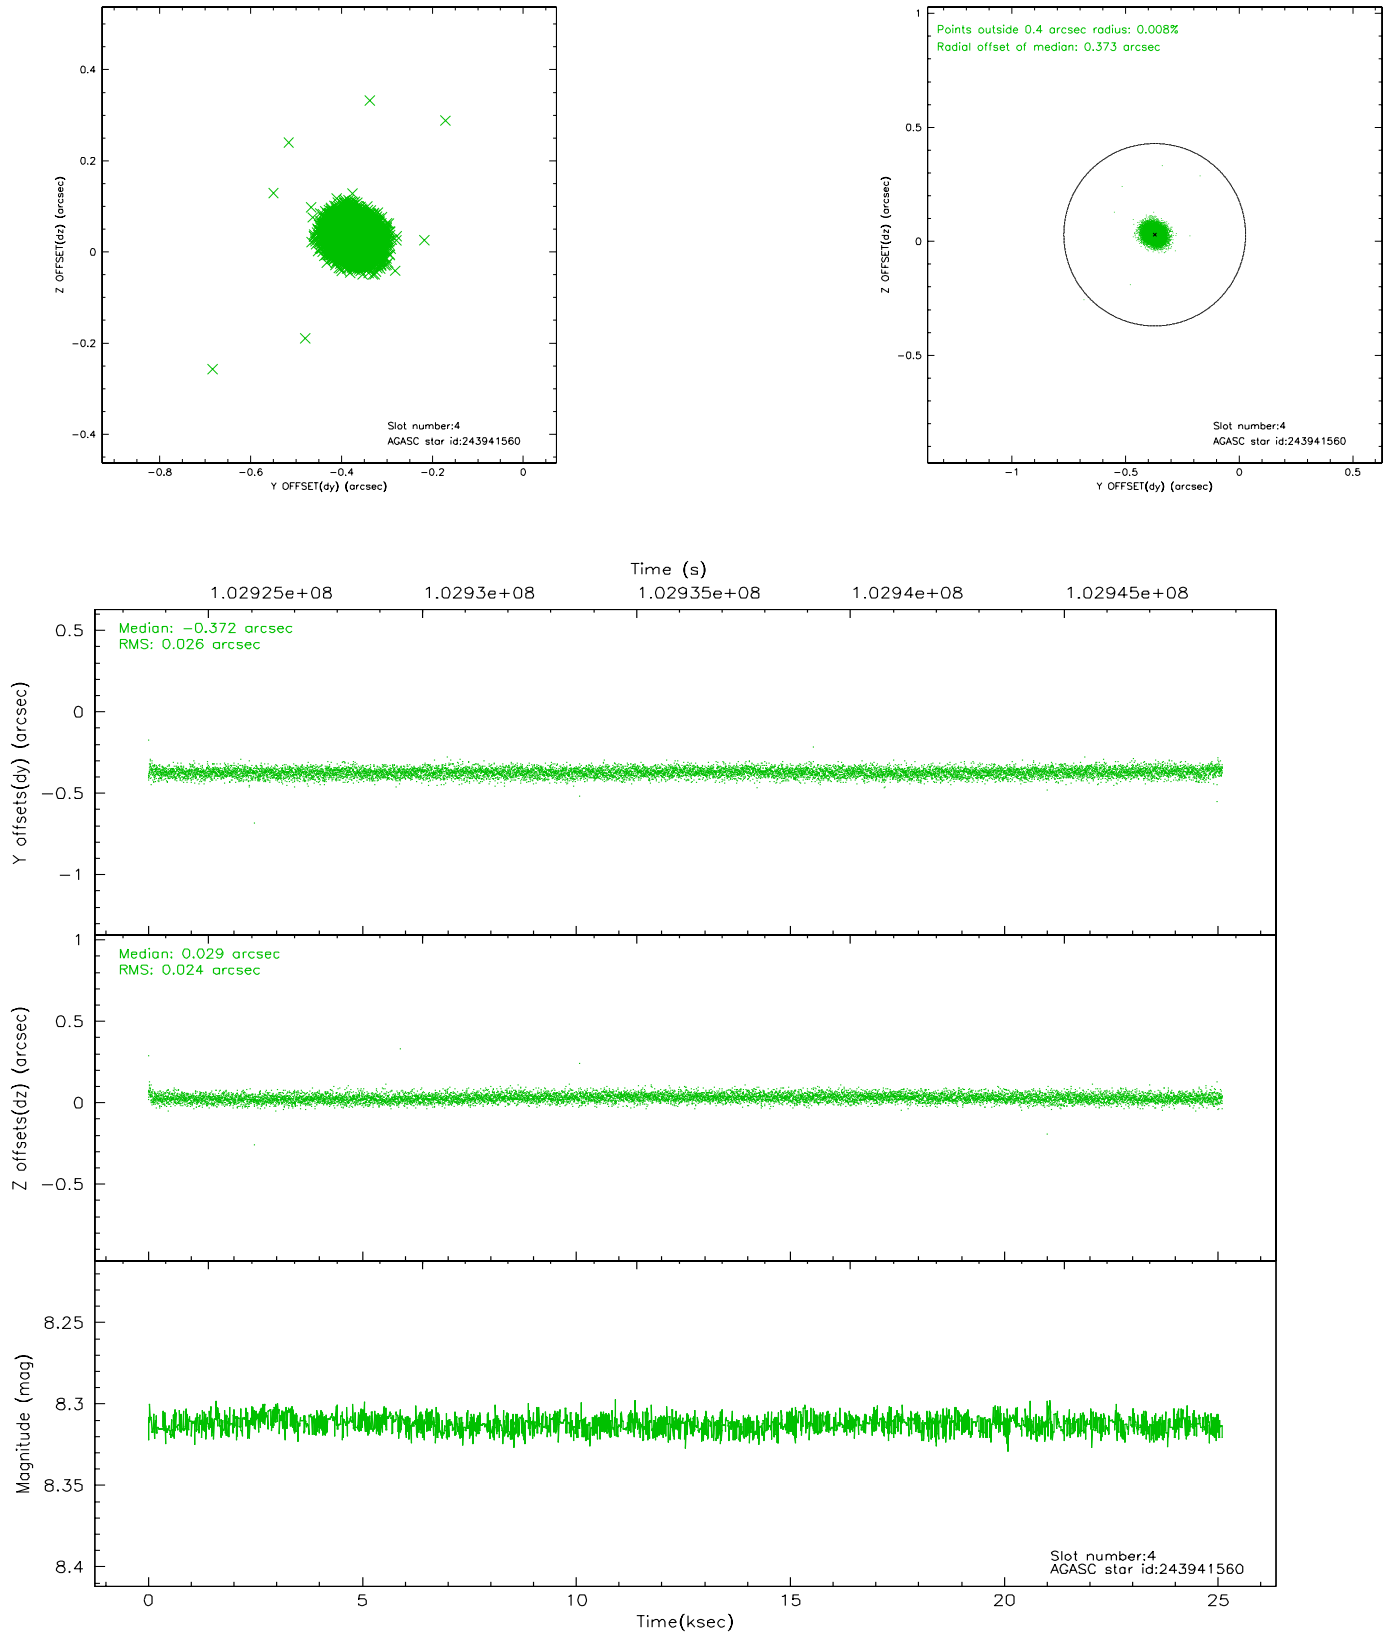 0.4
0.2
0
−0.2
−0.4
Z OFFSET(dz) (arcsec)
Slot number:4
AGASC star id:243941560
−0.8 −0.6 −0.4 −0.2 0
Y OFFSET(dy) (arcsec)
Points outside 0.4 arcsec radius: 0.008%
Radial offset of median: 0.373 arcsec
1
0.5
0
−0.5
Z OFFSET(dz) (arcsec)
Slot number:4
AGASC star id:243941560
−1 −0.5 0 0.5
Y OFFSET(dy) (arcsec)
Time (s)
1.02925e+08 1.0293e+08 1.02935e+08 1.0294e+08 1.02945e+08
Median: −0.372 arcsec
RMS: 0.026 arcsec
0.5
0
−0.5
−1
Y offsets(dy) (arcsec)
Median: 0.029 arcsec
RMS: 0.024 arcsec
1
0.5
0
−0.5
Z offsets(dz) (arcsec)
8.25
8.3
8.35
8.4
Magnitude (mag)
Slot number:4
AGASC star id:243941560
0 5 10 15 20 25
Time(ksec)